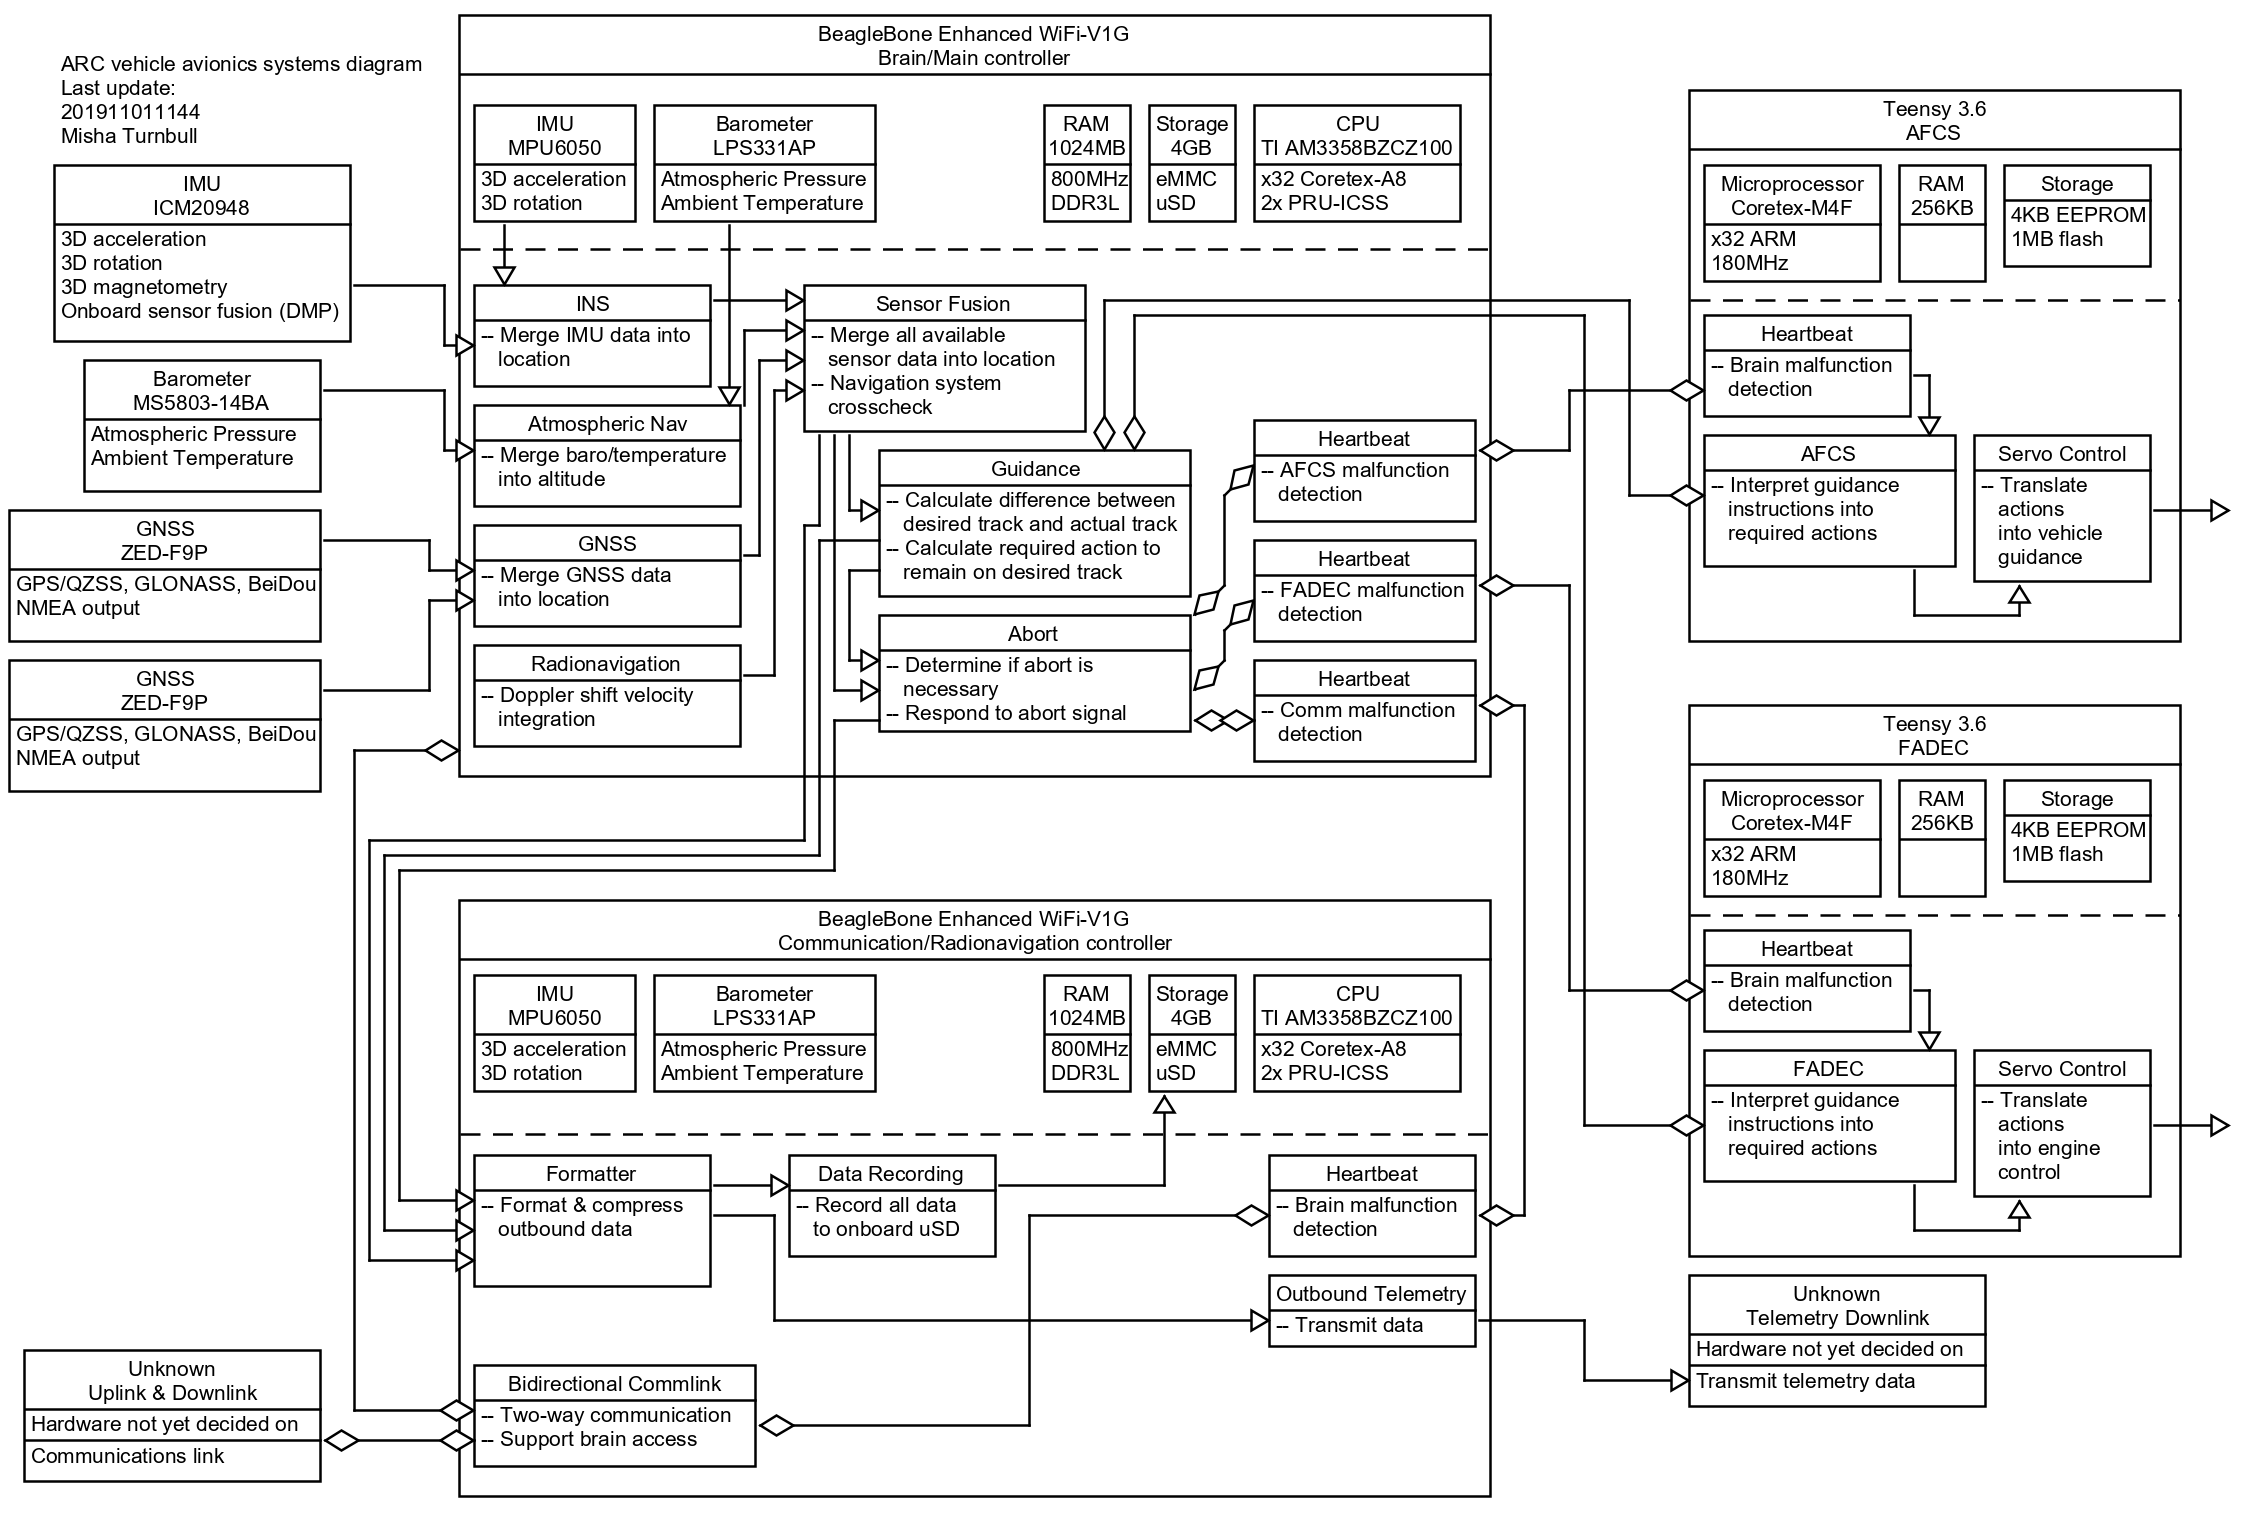 ARC vehicle avionics systems diagram
Last update:
201911011144
Misha Turnbull
IMU
ICM20948
3D acceleration
3D rotation
3D magnetometry
Onboard sensor fusion (DMP)
Barometer
MS5803-14BA
Atmospheric Pressure
Ambient Temperature
GNSS
ZED-F9P
GPS/QZSS, GLONASS, BeiDou
NMEA output
GNSS
ZED-F9P
GPS/QZSS, GLONASS, BeiDou
NMEA output
BeagleBone Enhanced WiFi-V1G
Brain/Main controller
IMU
MPU6050
3D acceleration
3D rotation
Barometer
LPS331AP
Atmospheric Pressure
Ambient Temperature
RAM
1024MB
800MHz
DDR3L
Storage
4GB
eMMC
uSD
CPU
TI AM3358BZCZ100
x32 Coretex-A8
2x PRU-ICSS
INS
-- Merge IMU data into
location
Sensor Fusion
-- Merge all available
sensor data into location
-- Navigation system
crosscheck
Atmospheric Nav
-- Merge baro/temperature
into altitude
GNSS
-- Merge GNSS data
into location
Radionavigation
-- Doppler shift velocity
integration
Guidance
-- Calculate difference between
desired track and actual track
-- Calculate required action to
remain on desired track
Abort
-- Determine if abort is
necessary
-- Respond to abort signal
Heartbeat
-- AFCS malfunction
detection
Heartbeat
-- FADEC malfunction
detection
Heartbeat
-- Comm malfunction
detection
Teensy 3.6
AFCS
Microprocessor
Coretex-M4F
x32 ARM
180MHz
RAM
256KB
Storage
4KB EEPROM
1MB flash
Heartbeat
-- Brain malfunction
detection
AFCS
-- Interpret guidance
instructions into
required actions
Servo Control
-- Translate
actions
into vehicle
guidance
Teensy 3.6
FADEC
Microprocessor
Coretex-M4F
x32 ARM
180MHz
RAM
256KB
Storage
4KB EEPROM
1MB flash
Heartbeat
-- Brain malfunction
detection
FADEC
-- Interpret guidance
instructions into
required actions
Servo Control
-- Translate
actions
into engine
control
BeagleBone Enhanced WiFi-V1G
Communication/Radionavigation controller
IMU
MPU6050
3D acceleration
3D rotation
Barometer
LPS331AP
Atmospheric Pressure
Ambient Temperature
RAM
1024MB
800MHz
DDR3L
Storage
4GB
eMMC
uSD
CPU
TI AM3358BZCZ100
x32 Coretex-A8
2x PRU-ICSS
Formatter
-- Format & compress
outbound data
Data Recording
-- Record all data
to onboard uSD
Heartbeat
-- Brain malfunction
detection
Outbound Telemetry
-- Transmit data
Bidirectional Commlink
-- Two-way communication
-- Support brain access
Unknown
Uplink & Downlink
Hardware not yet decided on
Communications link
Unknown
Telemetry Downlink
Hardware not yet decided on
Transmit telemetry data